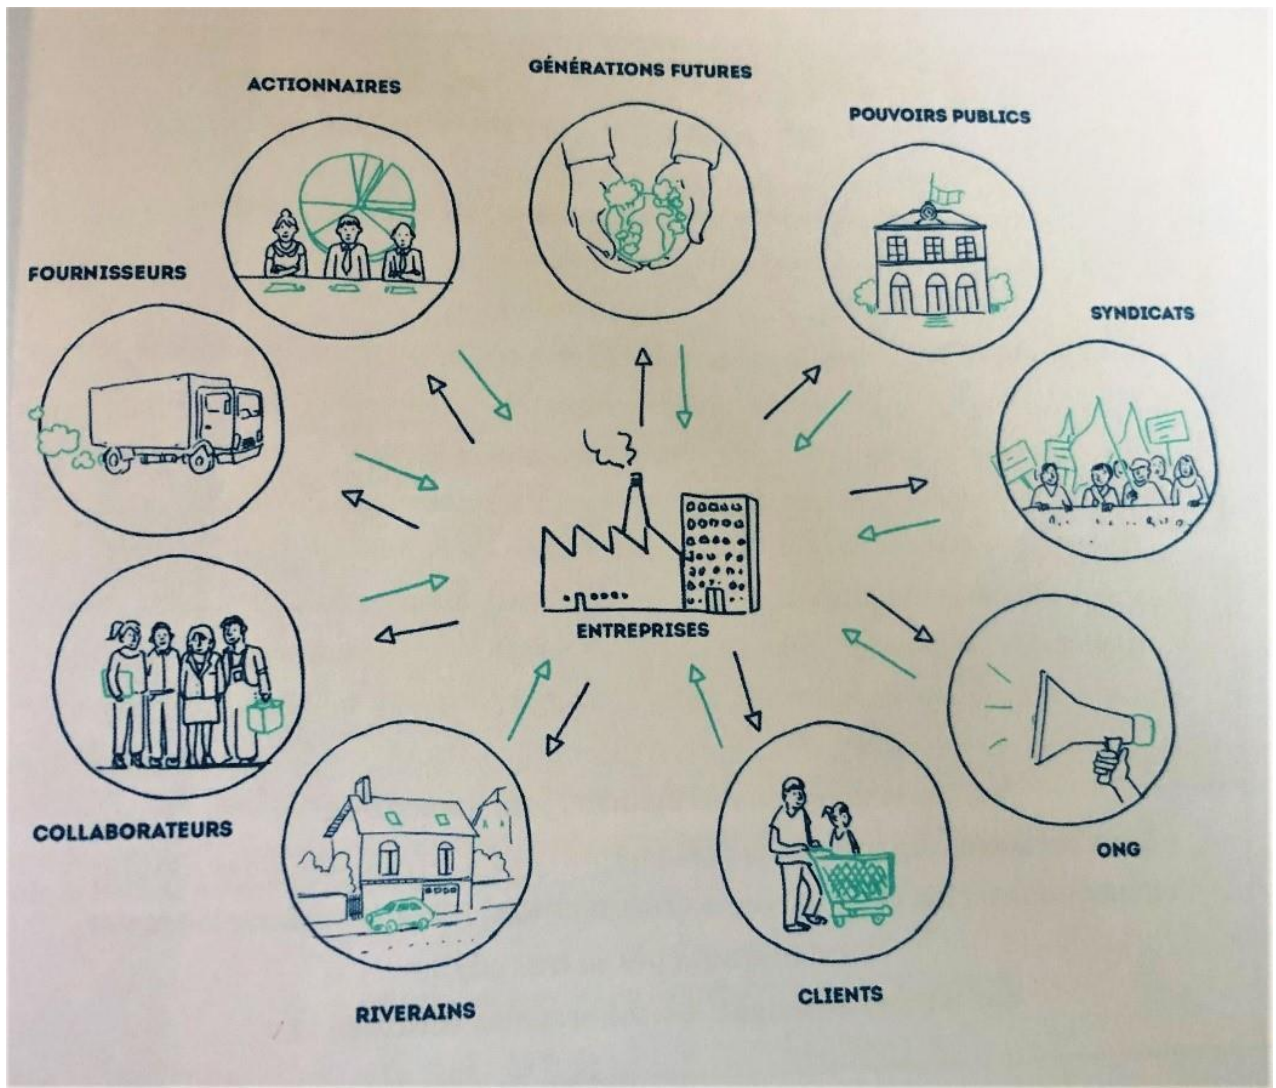 GÉNÉRATIONS FUTURES
ACTIONNAIRES
POUVOIRS PUBLICS
FOURNISSEURS
SYNDICATS
ENTREPRISES
COLLABORATEURS
ONG
RIVERAINS
CLIENTS